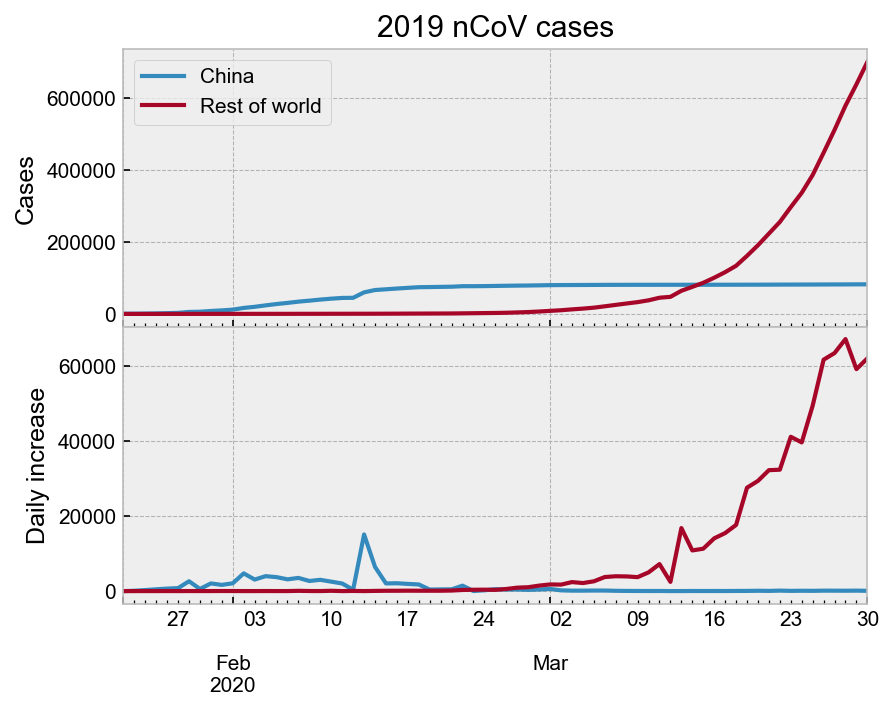 2019 nCoV cases
China
Rest of world
Cases
600000
400000
200000
0
Daily increase
60000
40000
20000
0
27 03 10 17 24 02 09 16 23 30
Feb Mar
2020